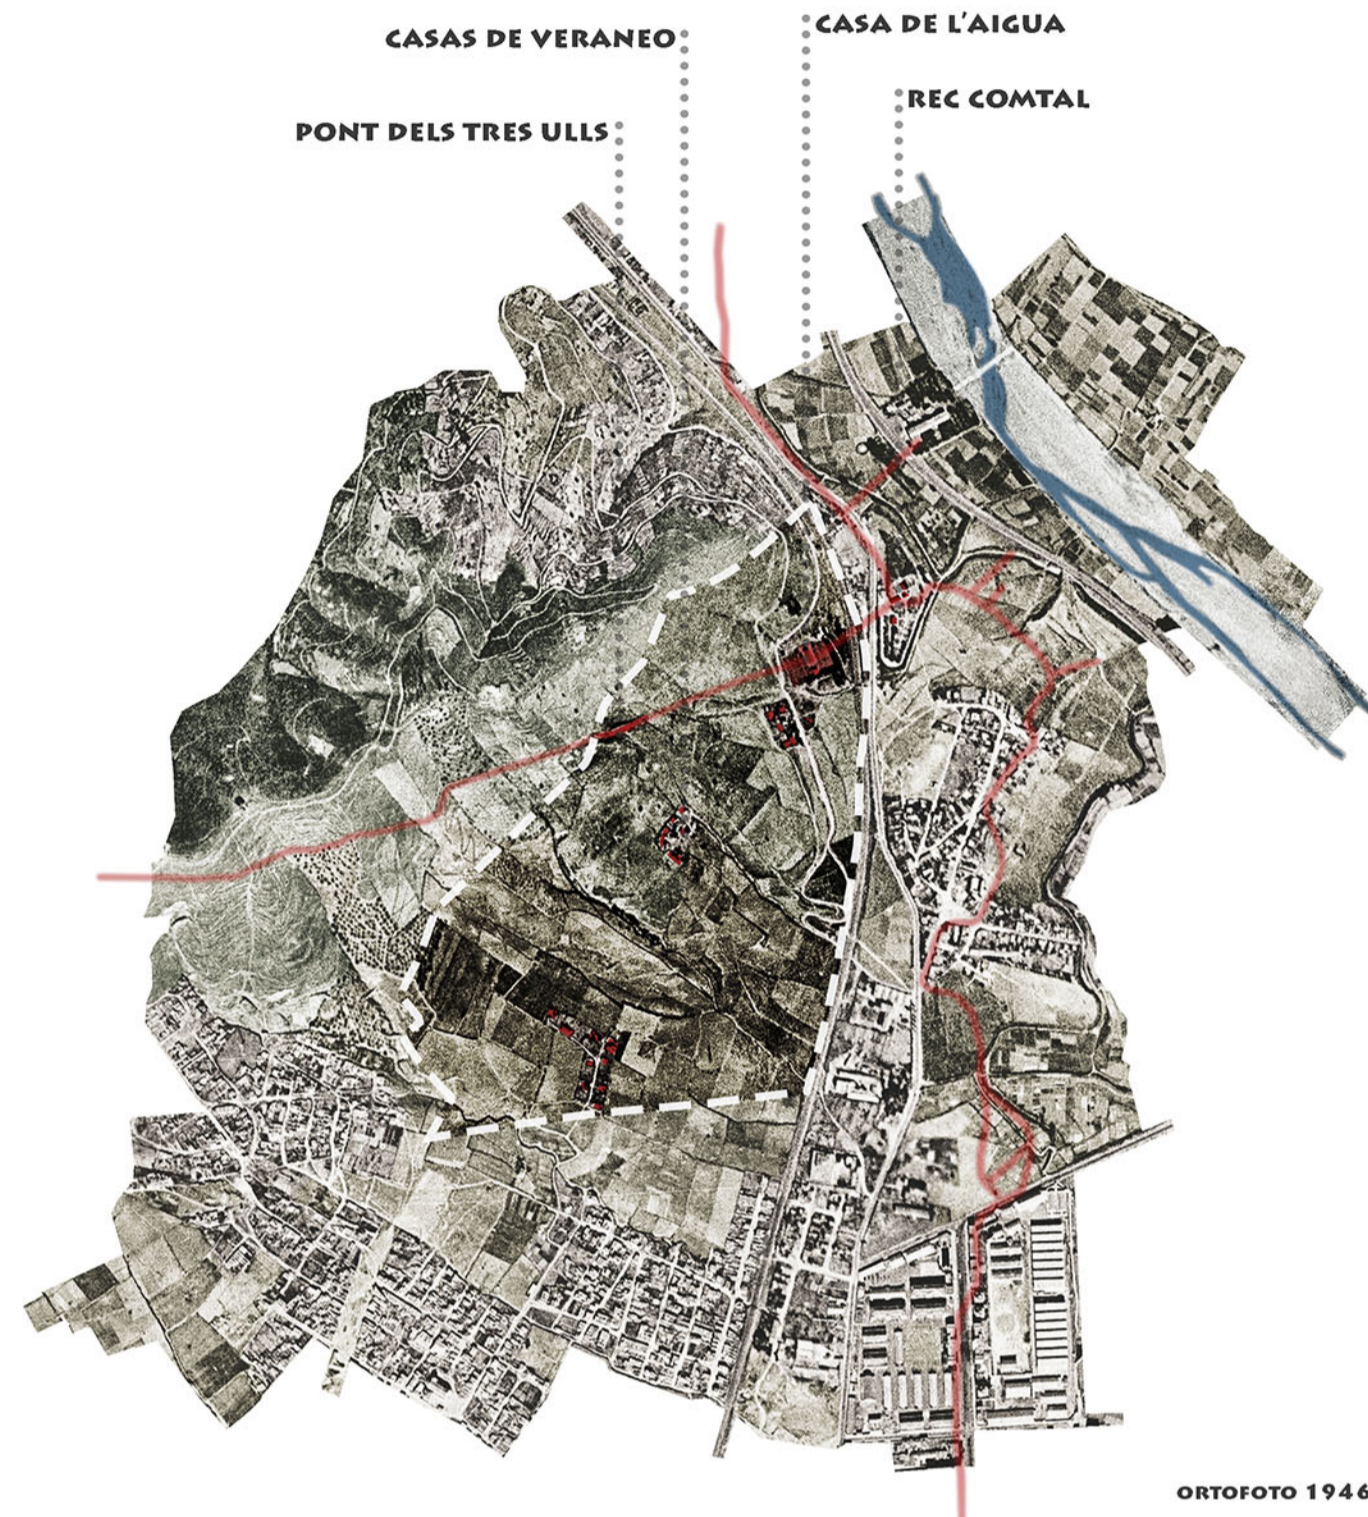 CASA DE L'AIGUA
CASAS DE VERANEO
REC COMTAL
PONT DELS TRES ULLS
ORTOFOTO 1946